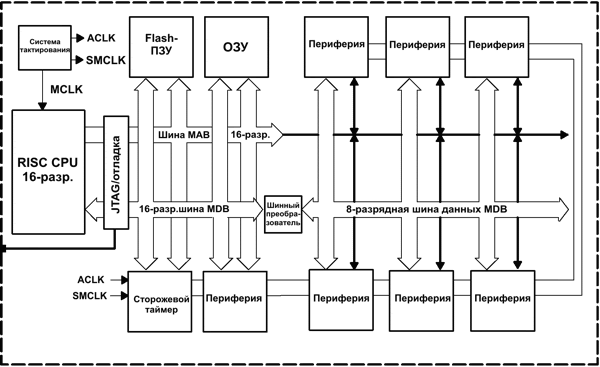 Система
тактирования
ACLK
SMCLK
MCLK
Flash-
ПЗУ
ОЗУ
Периферия
Периферия
Периферия
RISC CPU
16-разр.
JTAG/отладка
Шина MAB
16-разр.
16-разр.шина MDB
Шинный
преобра-
зователь
8-разрядная шина данных MDB
ACLK
SMCLK
Сторожевой
таймер
Периферия
Периферия
Периферия
Периферия